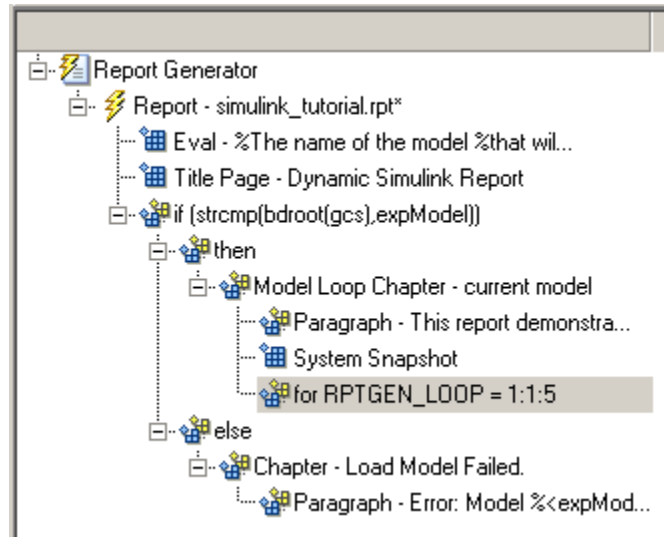 Report Generator
Report - simulink_tutorial.rpt*
Eval - %The name of the model %that wil...
Title Page - Dynamic Simulink Report
if (strcmp(bdroot(gcs),expModel))
then
Model Loop Chapter - current model
Paragraph - This report demonstra...
System Snapshot
for RPTGEN_LOOP = 1:1:5
else
Chapter - Load Model Failed.
Paragraph - Error: Model %<expMod...